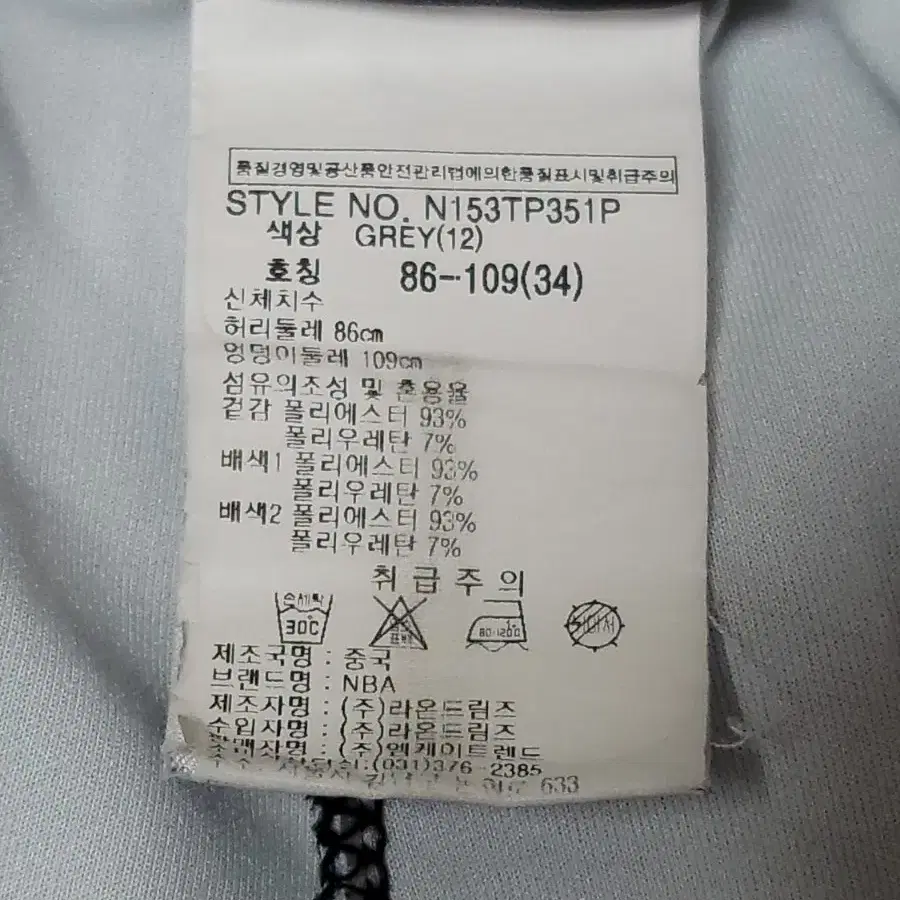 품질경영및공산품안전관리법에의한품질표시및취급주의
STYLE NO. N153TP351P
색상 GREY(12)
호칭 86-109(34)
신체치수
허리둘레 86cm
엉덩이둘레 109cm
섬유의조성 및 혼용율
겉감 폴리에스터 93%
폴리우레탄 7%
배색1 폴리에스터 93%
폴리우레탄 7%
배색2 폴리에스터 93%
폴리우레탄 7%
취급주의
손세탁
30C
표백
80-120C
제조국명 : 중국
브랜드명 : NBA
제조자명 : (주)라온드림즈
수입자명 : (주)라온드림즈
판매자명 : (주)엠케이트렌드
(031)376-2385
633